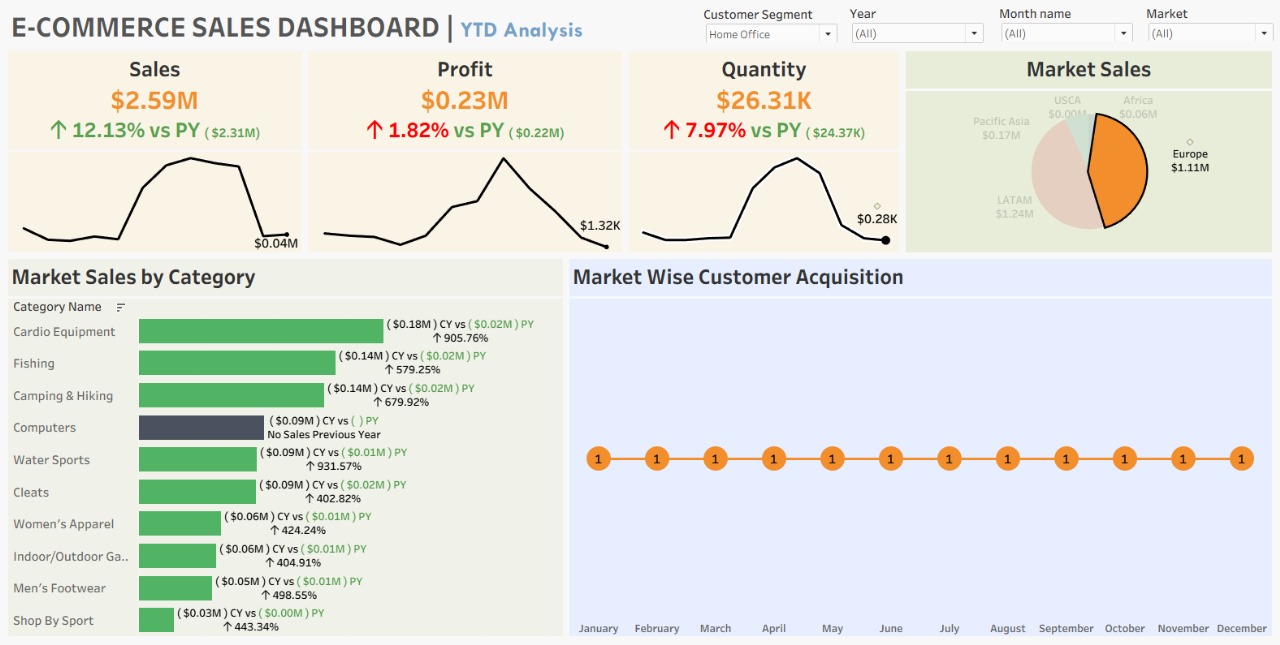 E-COMMERCE SALES DASHBOARD | YTD Analysis
Customer Segment
Home Office
Year
(All)
Month name
(All)
Market
(All)
Sales
$2.59M
↑ 12.13% vs PY ( $2.31M)
$0.04M
Profit
$0.23M
↑ 1.82% vs PY ( $0.22M)
$1.32K
Quantity
$26.31K
↑ 7.97% vs PY ( $24.37K)
$0.28K
Market Sales
USCA
$0.00M
Africa
$0.06M
Pacific Asia
$0.17M
Europe
$1.11M
LATAM
$1.24M
Market Sales by Category
Category Name
Cardio Equipment
( $0.18M ) CY vs ( $0.02M ) PY
↑ 905.76%
Fishing
( $0.14M ) CY vs ( $0.02M ) PY
↑ 579.25%
Camping & Hiking
( $0.14M ) CY vs ( $0.02M ) PY
↑ 679.92%
Computers
( $0.09M ) CY vs ( ) PY
No Sales Previous Year
Water Sports
( $0.09M ) CY vs ( $0.01M ) PY
↑ 931.57%
Cleats
( $0.09M ) CY vs ( $0.02M ) PY
↑ 402.82%
Women's Apparel
( $0.06M ) CY vs ( $0.01M ) PY
↑ 424.24%
Indoor/Outdoor Ga..
( $0.06M ) CY vs ( $0.01M ) PY
↑ 404.91%
Men's Footwear
( $0.05M ) CY vs ( $0.01M ) PY
↑ 498.55%
Shop By Sport
( $0.03M ) CY vs ( $0.00M ) PY
↑ 443.34%
Market Wise Customer Acquisition
1 1 1 1 1 1 1 1 1 1 1 1
January February March April May June July August September October November December